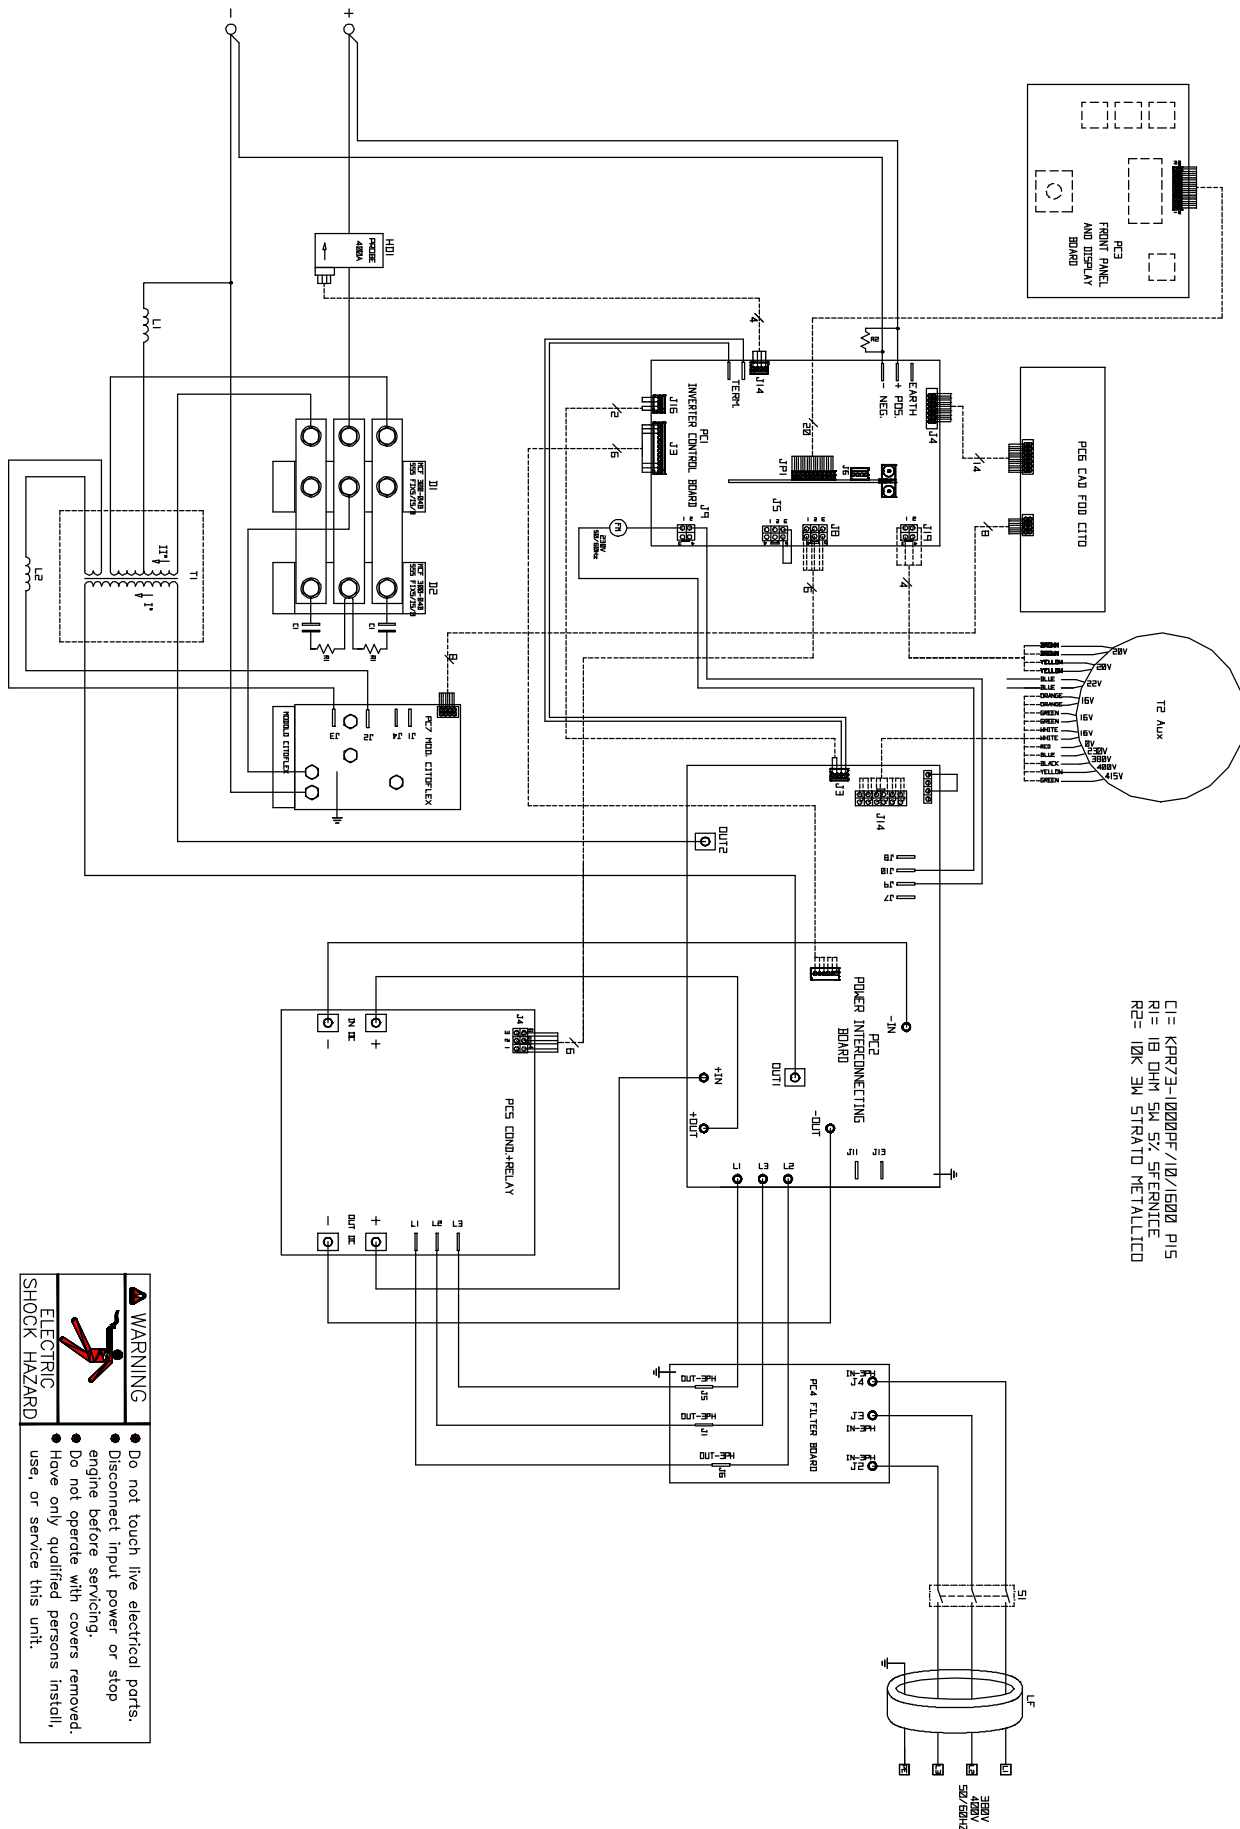 PC3
FRONT PANEL
AND DISPLAY
BOARD
PC6 CAD FOD CITO
T2 Aux
BROWN
BROWN
YELLOW
YELLOW
BLUE
BLUE
ORANGE
ORANGE
GREEN
GREEN
WHITE
WHITE
RED
BLUE
BLACK
YELLOW
GREEN
20V
20V
22V
16V
16V
16V
0V
230V
380V
400V
415V
C1= KPR73-1000PF/10/1600 P15
R1= 18 OHM 5W 5% SFERNICE
R2= 10K 3W STRATO METALLICO
-
+
HD1
PROBE
400A
4
R2
EARTH
+ POS.
- NEG.
TERM.
J14
J16
J3
J4
PC1
INVERTER CONTROL BOARD
JP1
J6
J5
J8
J9
J19
20
2
6
14
8
4
6
FM
230V
50/60Hz
L1
L2
T1
I°
II°
D1
D2
C1
C1
R1
R1
8
PC7 MOD. CITOFLEX
MODULO CITOFLEX
J1
J4
J2
J3
J3
J14
OUT2
J8
J10
J9
J7
PC2
POWER INTERCONNECTING
BOARD
-IN
+IN
OUT1
+OUT
-OUT
J11
J13
L1
L3
L2
J4
6
IN DC
-
+
PC5 COND.+RELAY
OUT DC
-
+
L1
L2
L3
PC4 FILTER BOARD
OUT-3PH
J5
OUT-3PH
J1
OUT-3PH
J6
IN-3PH
J4
J3
IN-3PH
IN-3PH
J2
S1
LF
PE
L3
L2
L1
380V
400V
50/60HZ
WARNING
ELECTRIC
SHOCK HAZARD
● Do not touch live electrical parts.
● Disconnect input power or stop
engine before servicing.
● Do not operate with covers removed.
● Have only qualified persons install,
use, or service this unit.